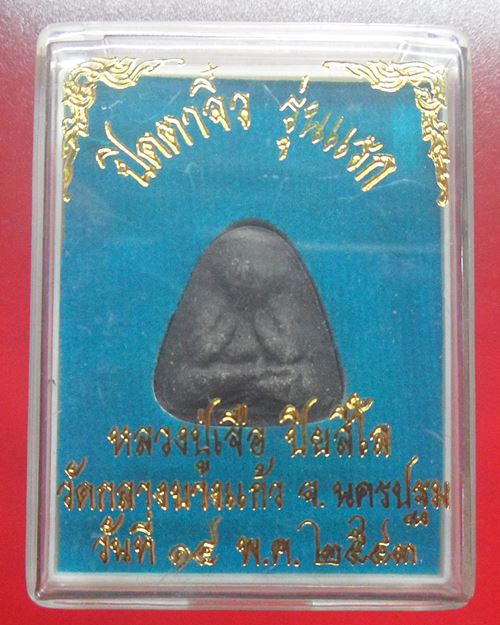 ปิดตาจิ๋ว รุ่นแรก
หลวงปู่เจือ ปิยสีโล
วัดกลางบางแก้ว จ.นครปฐม
วันที่ ๑๔ พ.ค. ๒๕๔๓